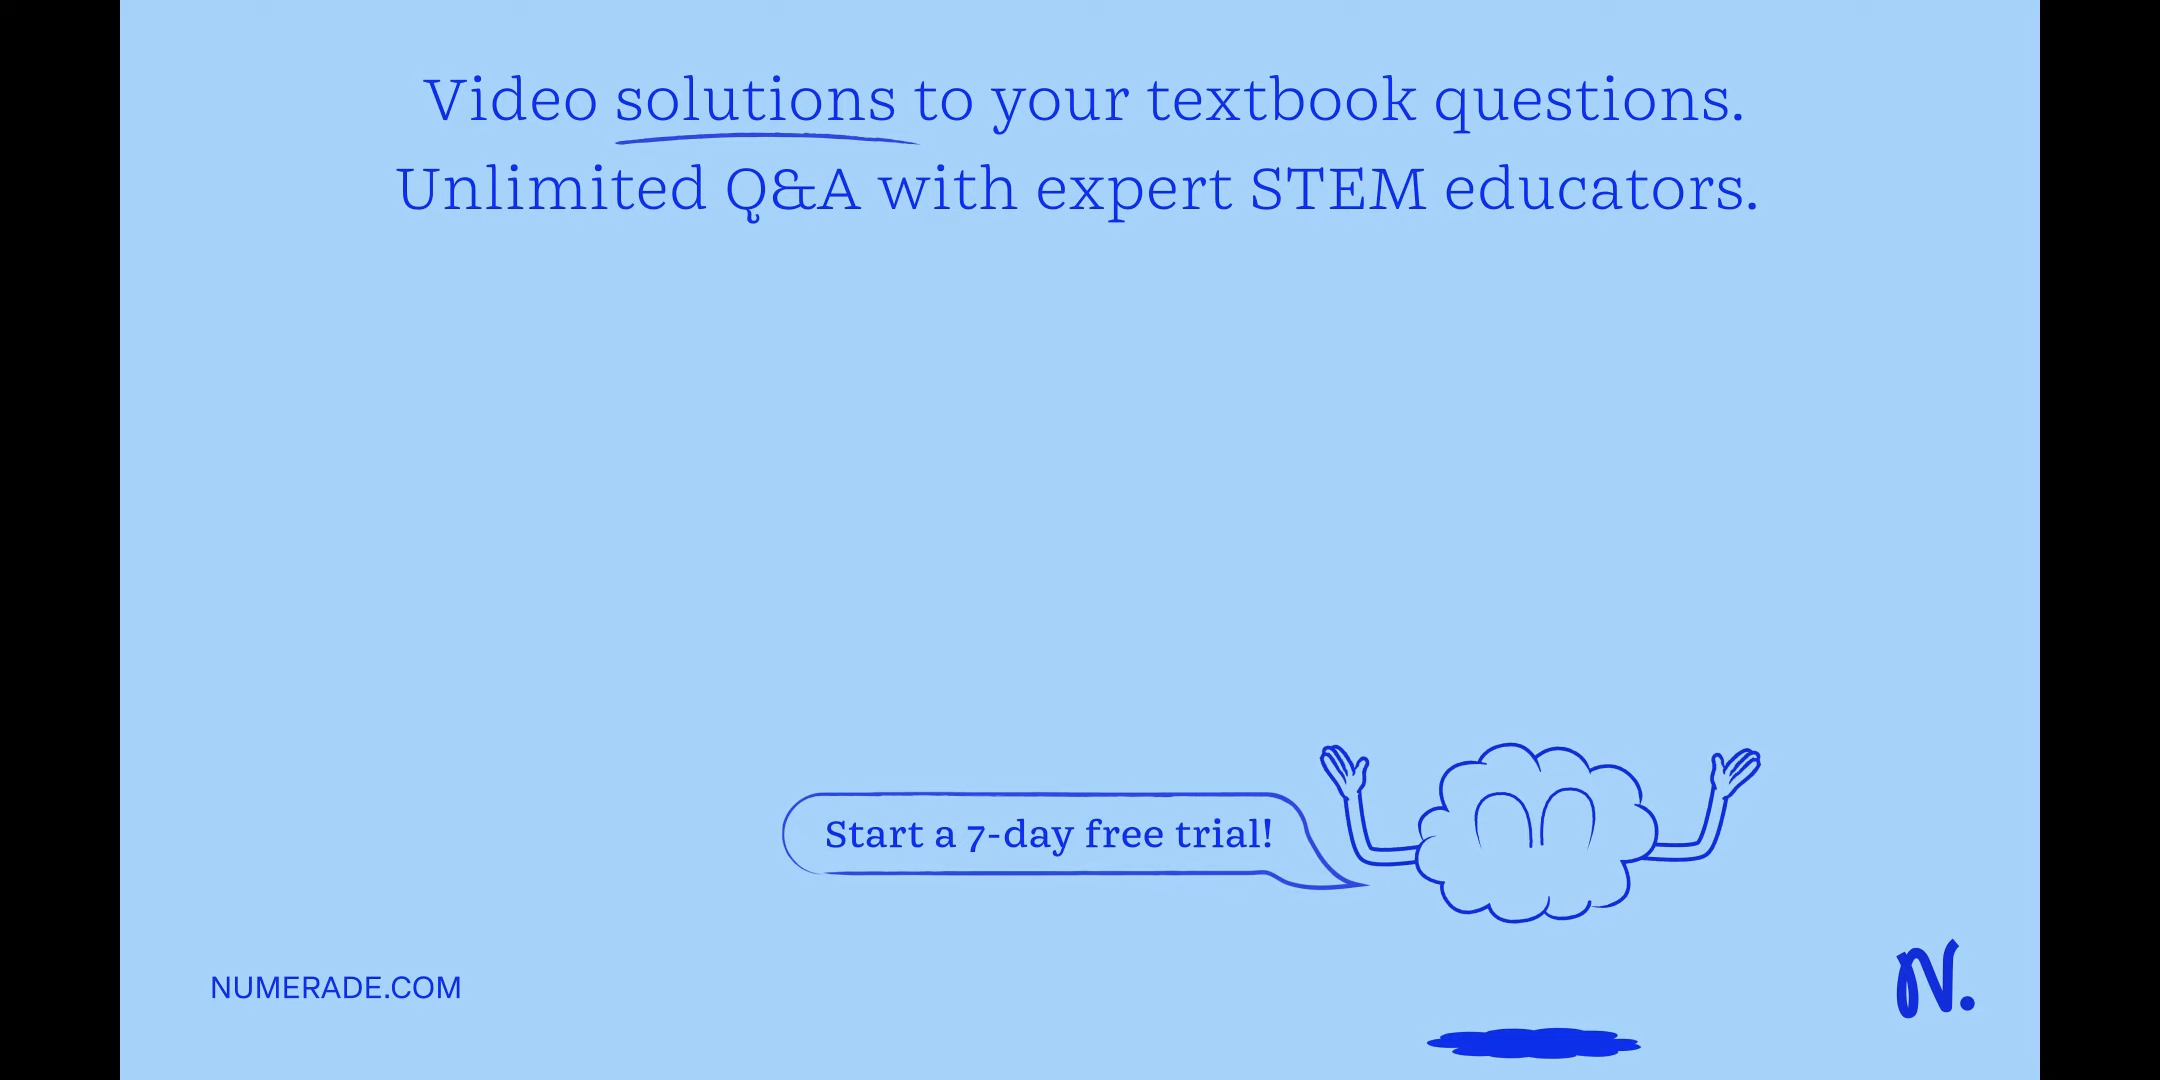 Video solutions to your textbook questions.
Unlimited Q&A with expert STEM educators.
Start a 7-day free trial!
NUMERADE.COM
N.